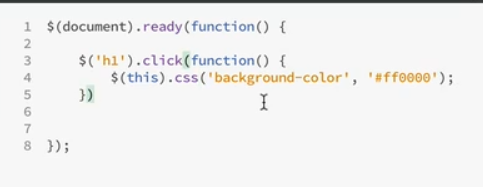 1 $(document).ready(function() {
2
3 $('h1').click(function() {
4 $(this).css('background-color', '#ff0000');
5 })
6
7
8 });